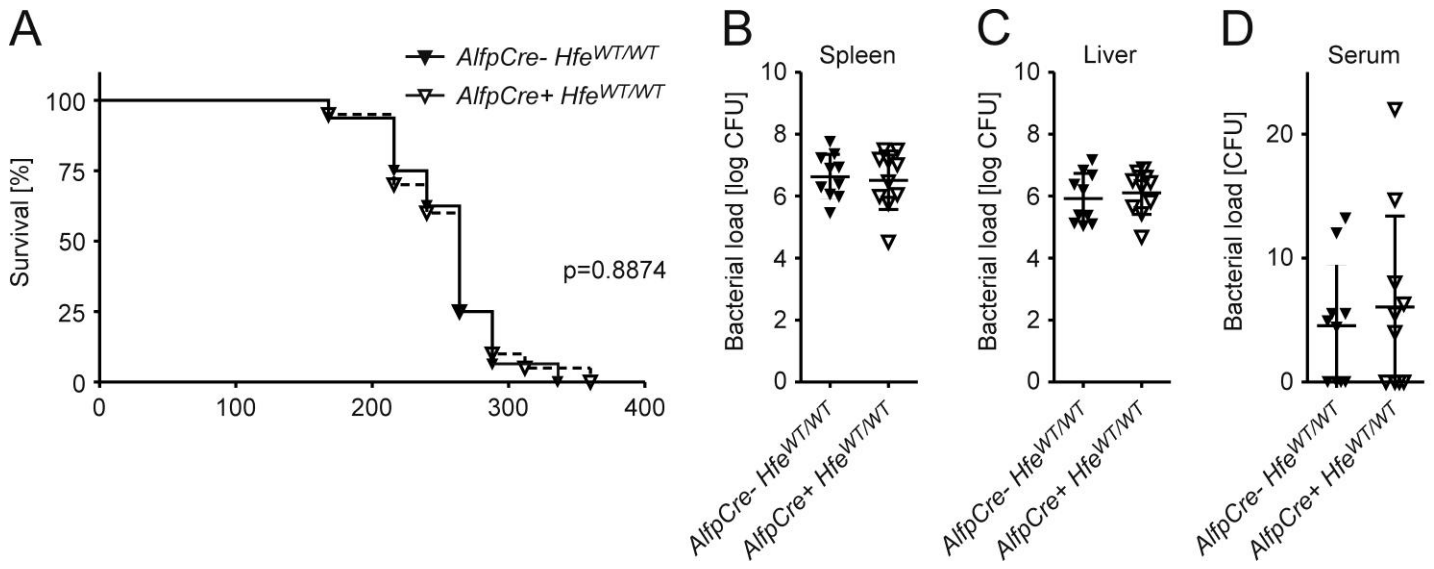 A
AlfpCre- Hfe^WT/WT
AlfpCre+ Hfe^WT/WT
Survival [%]
100
75
50
25
0
p=0.8874
0 100 200 300 400
B
Spleen
Bacterial load [log CFU]
10
8
6
4
2
0
AlfpCre- Hfe^WT/WT
AlfpCre+ Hfe^WT/WT
C
Liver
Bacterial load [log CFU]
10
8
6
4
2
0
AlfpCre- Hfe^WT/WT
AlfpCre+ Hfe^WT/WT
D
Serum
Bacterial load [CFU]
20
10
0
AlfpCre- Hfe^WT/WT
AlfpCre+ Hfe^WT/WT